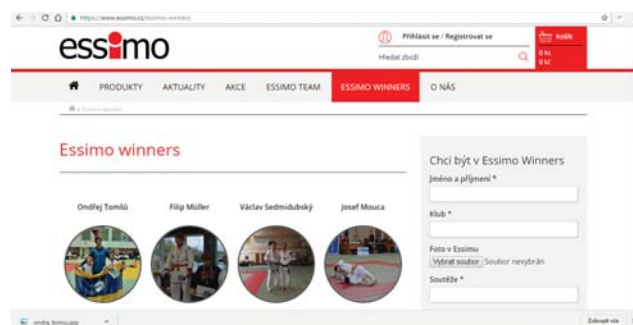 https://www.essimo.cz/essimo-winners
essimo
Přihlásit se / Registrovat se
košík
Hledat zboží
0 ks
0 kč
PRODUKTY AKTUALITY AKCE ESSIMO TEAM ESSIMO WINNERS O NÁS
Essimo winners
Chci být v Essimo Winners
Jméno a příjmení *
Ondřej Tomšů Filip Müller Václav Sedmidubský Josef Mouca
Klub *
Foto v Essimu
Vybrat soubor Soubor nevybrán
Soutěže *
Zobrazit vše